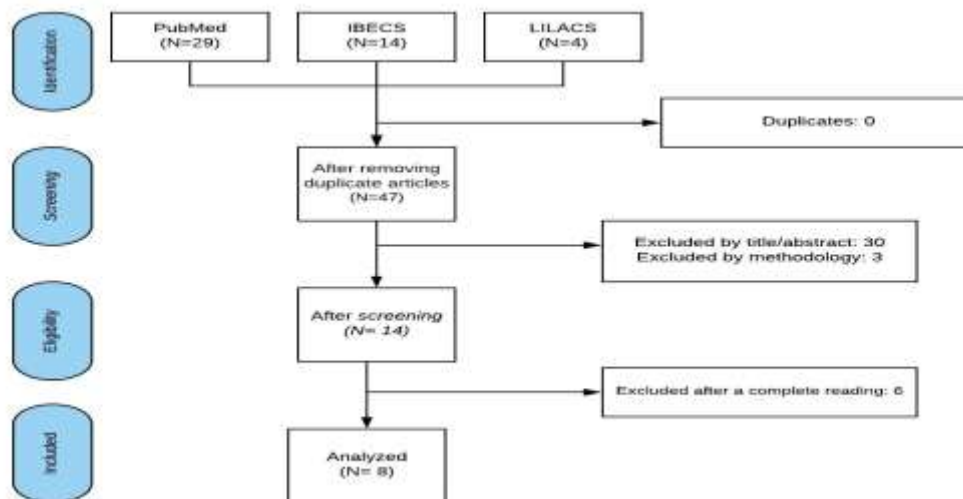 Identification
PubMed
(N=29)
IBECS
(N=14)
LILACS
(N=4)
Duplicates: 0
Screening
After removing
duplicate articles
(N=47)
Excluded by title/abstract: 30
Excluded by methodology: 3
Eligibility
After screening
(N= 14)
Excluded after a complete reading: 6
Included
Analyzed
(N= 8)